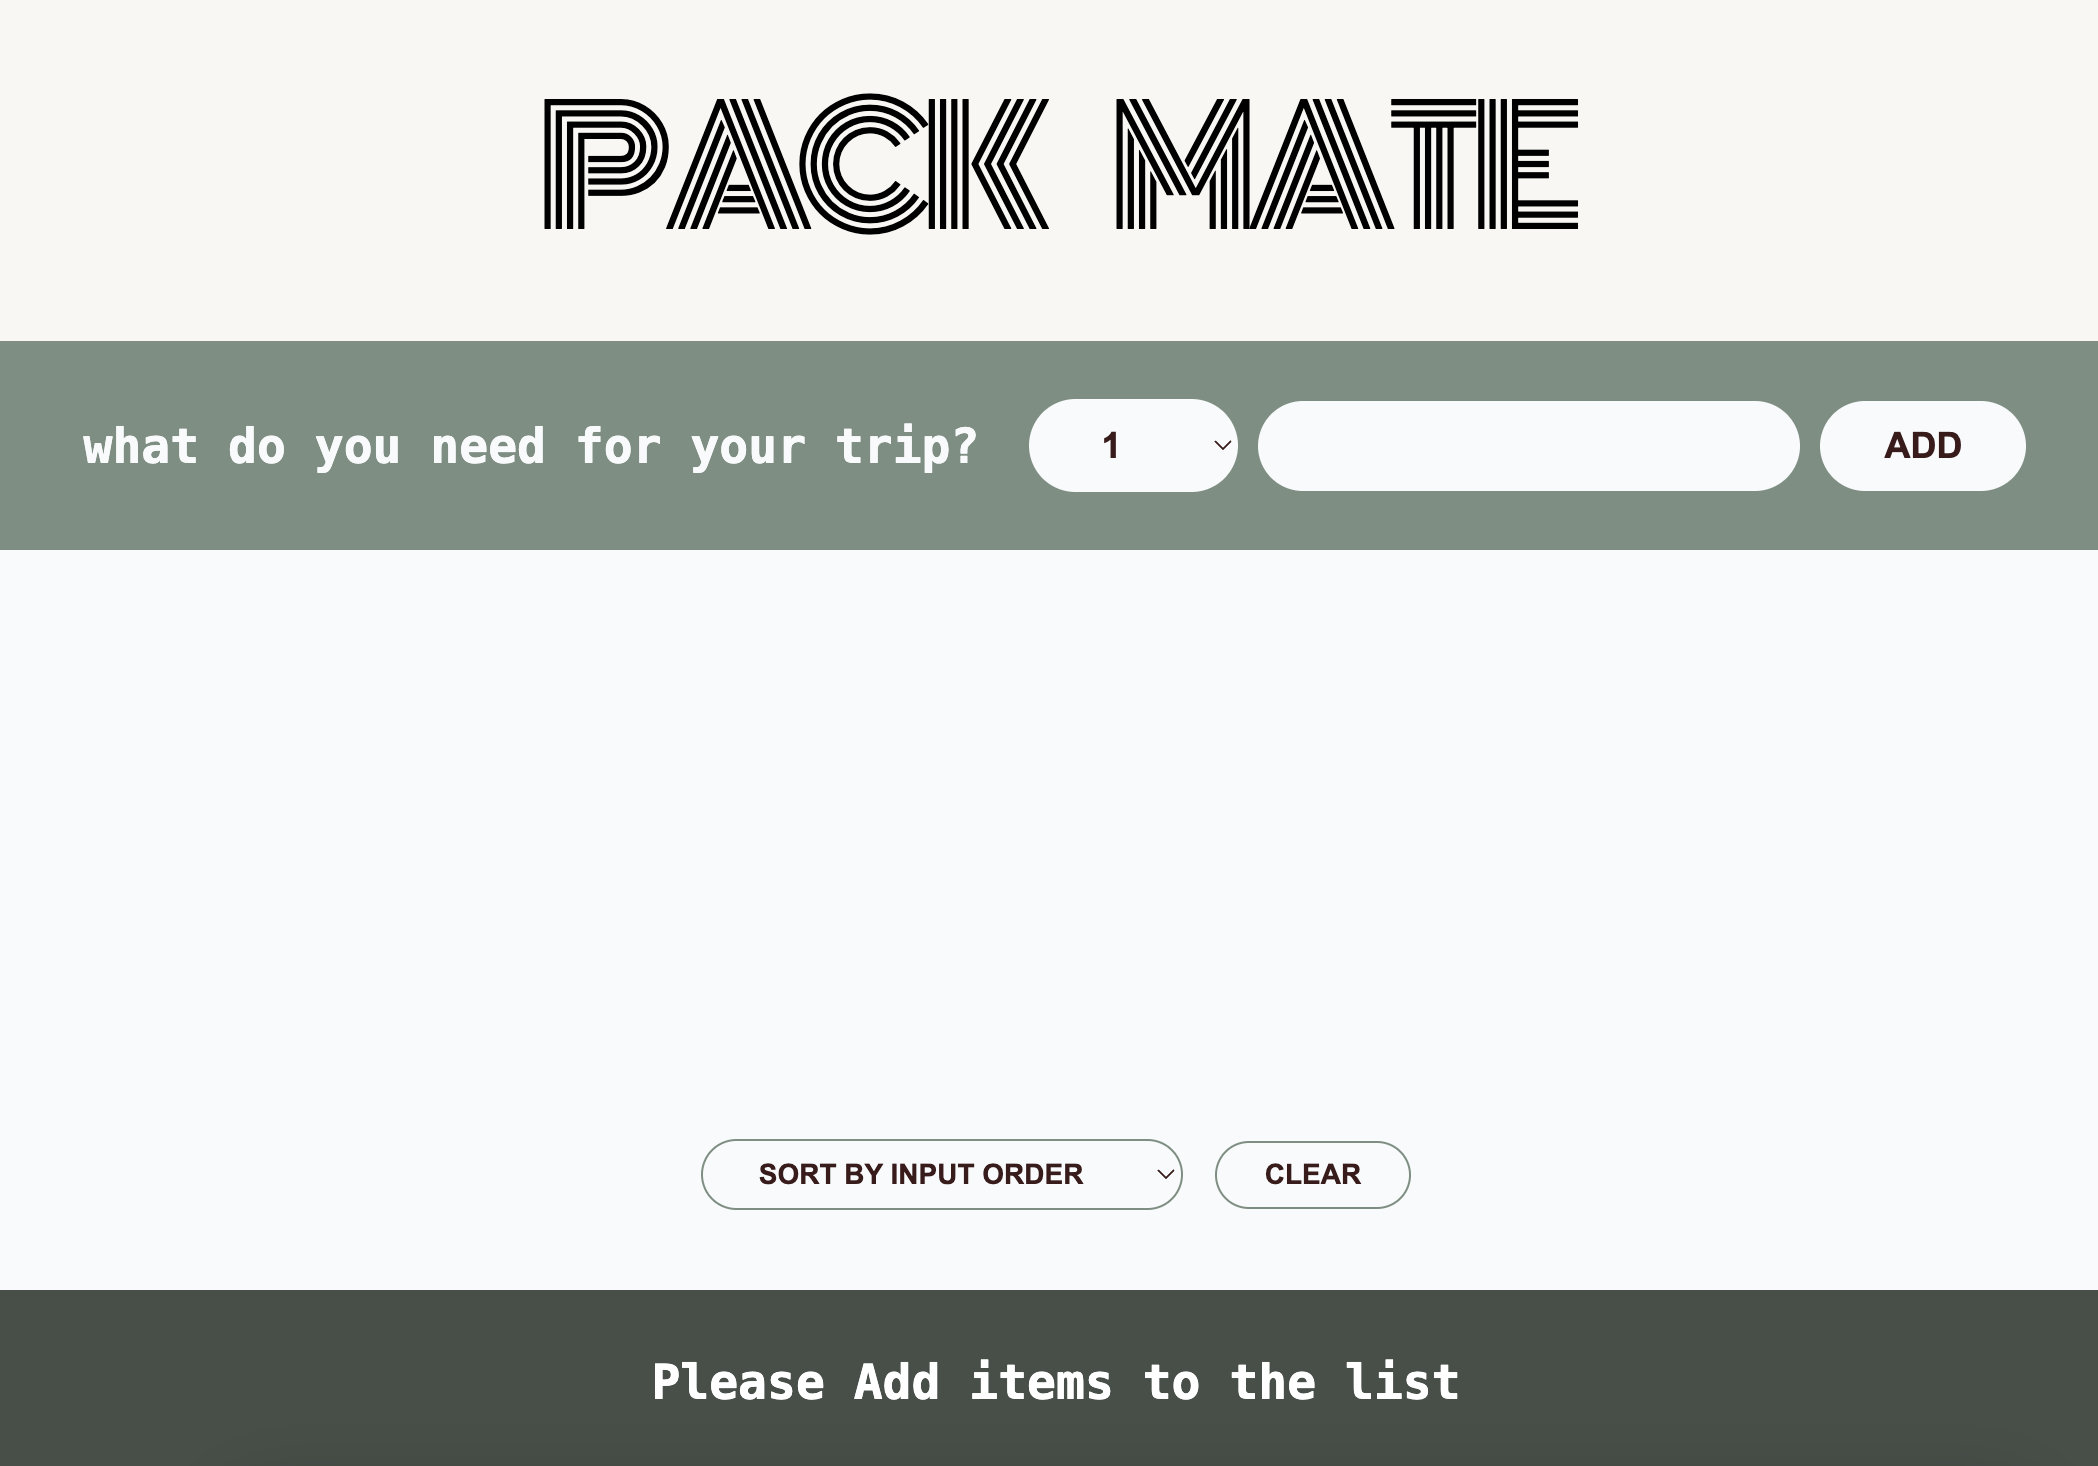 PACK MATE
what do you need for your trip?
1
ADD
SORT BY INPUT ORDER
CLEAR
Please Add items to the list